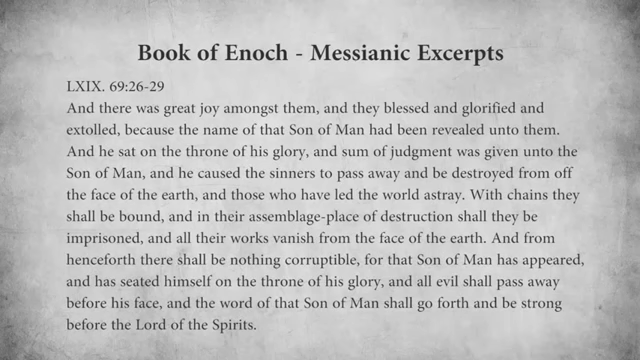 Book of Enoch - Messianic Excerpts
LXIX. 69:26-29
And there was great joy amongst them, and they blessed and glorified and
extolled, because the name of that Son of Man had been revealed unto them.
And he sat on the throne of his glory, and sum of judgment was given unto the
Son of Man, and he caused the sinners to pass away and be destroyed from off
the face of the earth, and those who have led the world astray. With chains they
shall be bound, and in their assemblage-place of destruction shall they be
imprisoned, and all their works vanish from the face of the earth. And from
henceforth there shall be nothing corruptible, for that Son of Man has appeared,
and has seated himself on the throne of his glory, and all evil shall pass away
before his face, and the word of that Son of Man shall go forth and be strong
before the Lord of the Spirits.